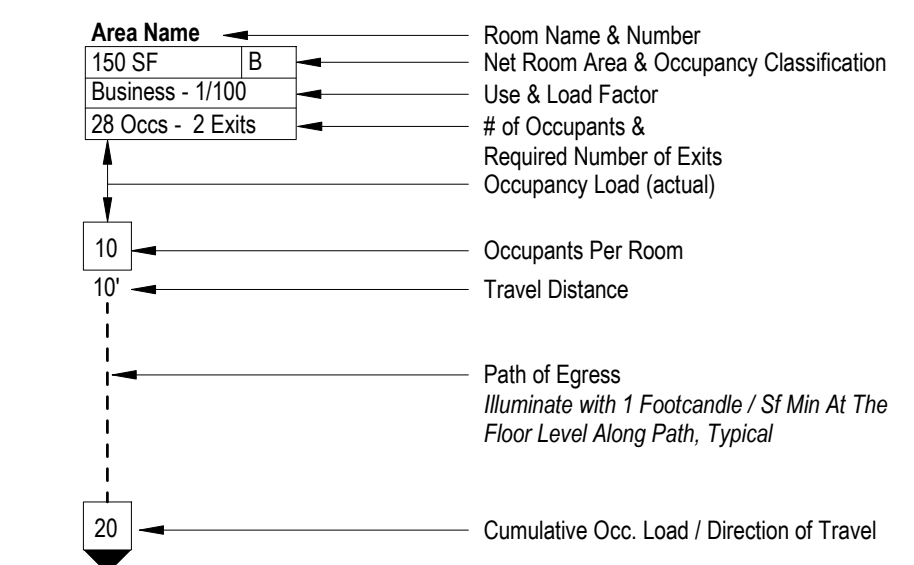 Area Name
Room Name & Number
150 SF B
Net Room Area & Occupancy Classification
Business - 1/100
Use & Load Factor
28 Occs - 2 Exits
# of Occupants &
Required Number of Exits
Occupancy Load (actual)
10
Occupants Per Room
10'
Travel Distance
Path of Egress
Illuminate with 1 Footcandle / Sf Min At The
Floor Level Along Path, Typical
20
Cumulative Occ. Load / Direction of Travel